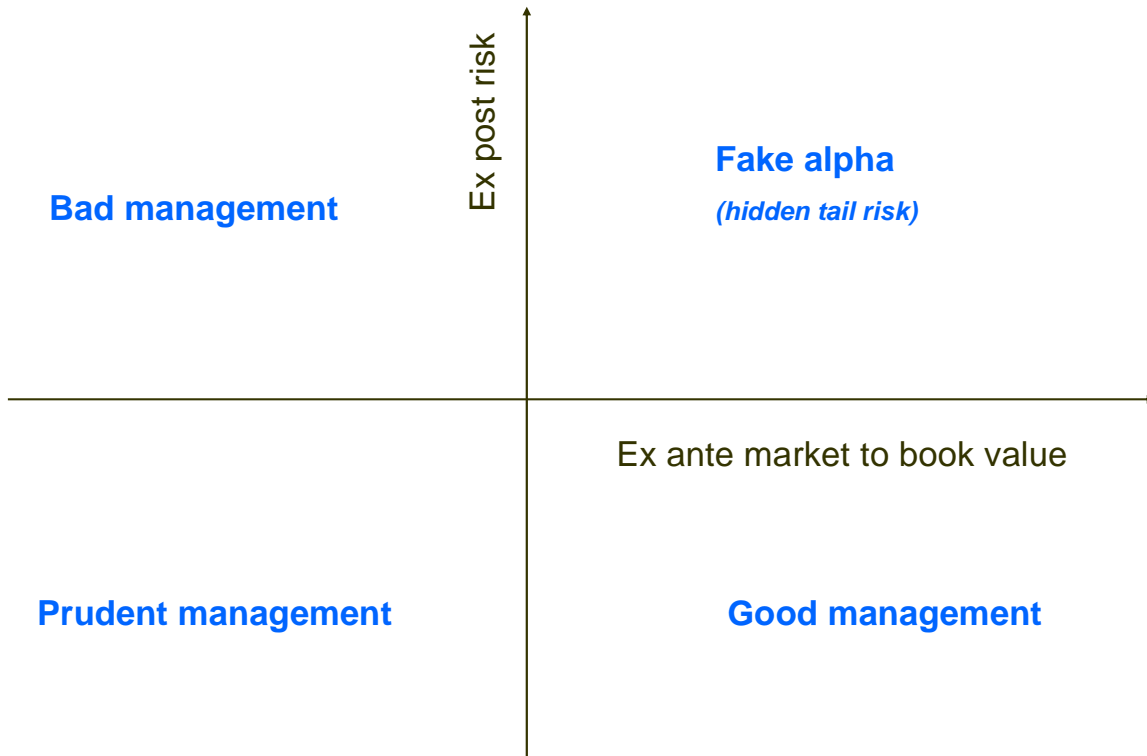 Ex post risk
Fake alpha
(hidden tail risk)
Bad management
Ex ante market to book value
Prudent management
Good management